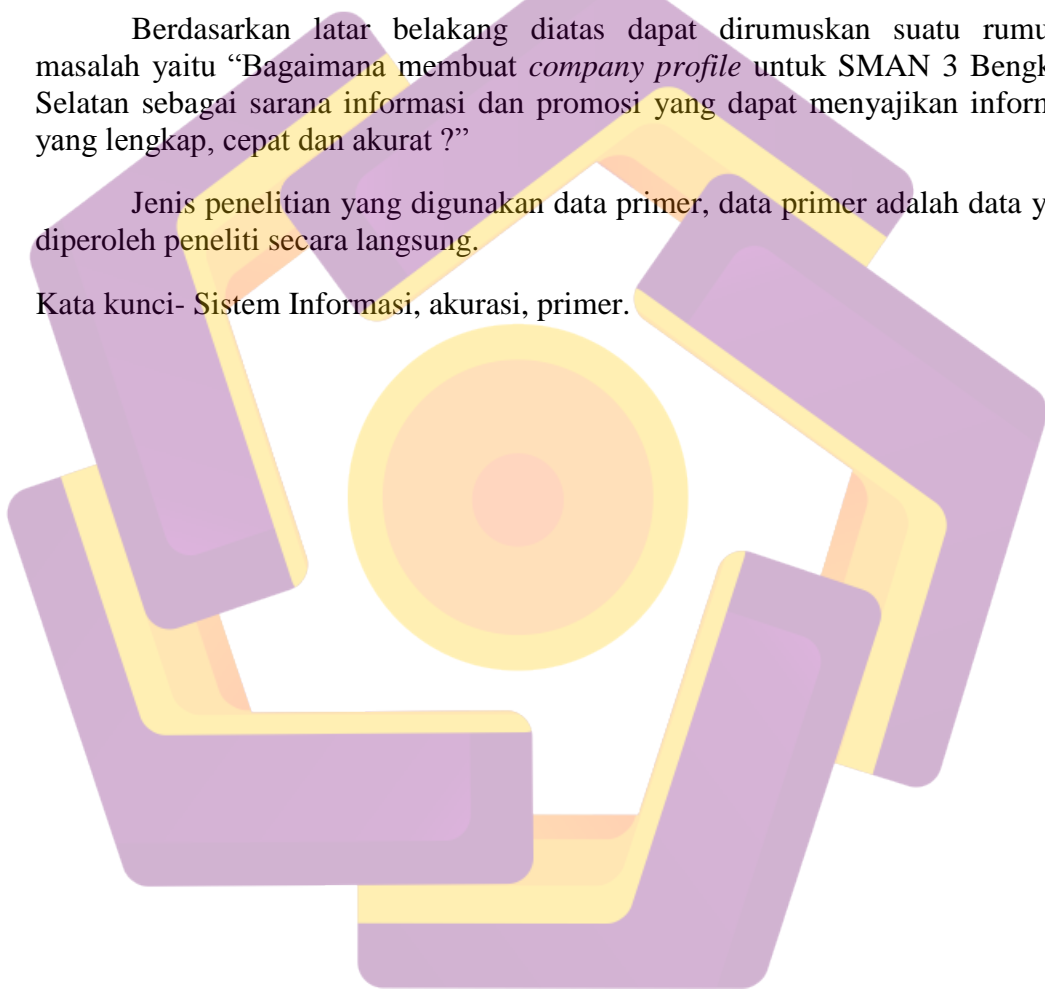 Berdasarkan latar belakang diatas dapat dirumuskan suatu rumu
masalah yaitu “Bagaimana membuat company profile untuk SMAN 3 Bengk
Selatan sebagai sarana informasi dan promosi yang dapat menyajikan inform
yang lengkap, cepat dan akurat ?”
Jenis penelitian yang digunakan data primer, data primer adalah data y
diperoleh peneliti secara langsung.
Kata kunci- Sistem Informasi, akurasi, primer.